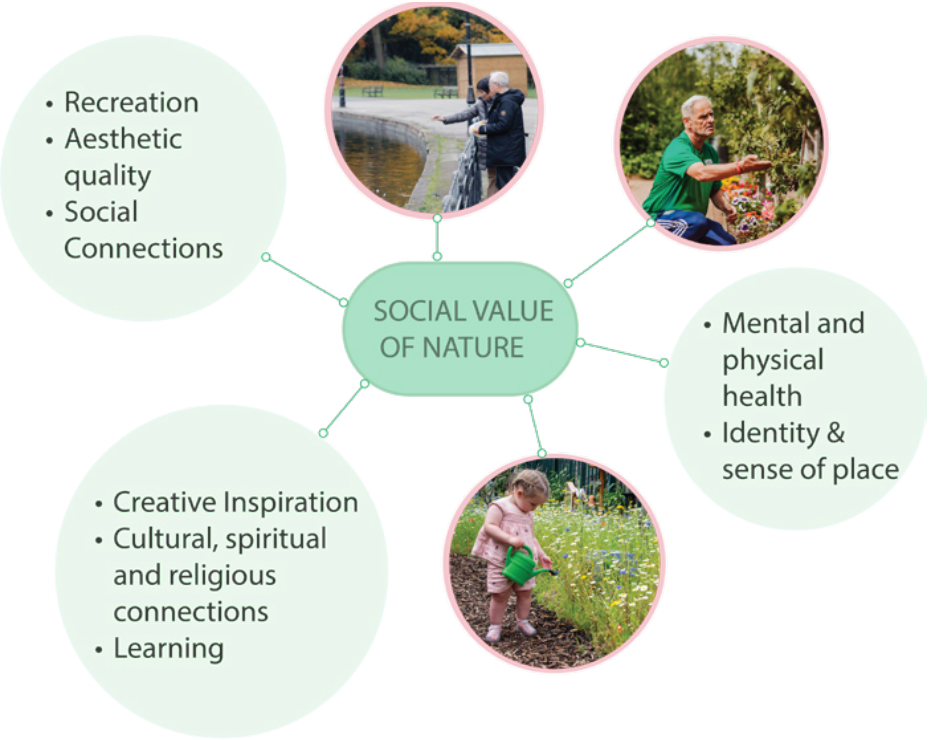 • Recreation
• Aesthetic
quality
• Social
Connections
SOCIAL VALUE
OF NATURE
• Mental and
physical
health
• Identity &
sense of place
• Creative Inspiration
• Cultural, spiritual
and religious
connections
• Learning